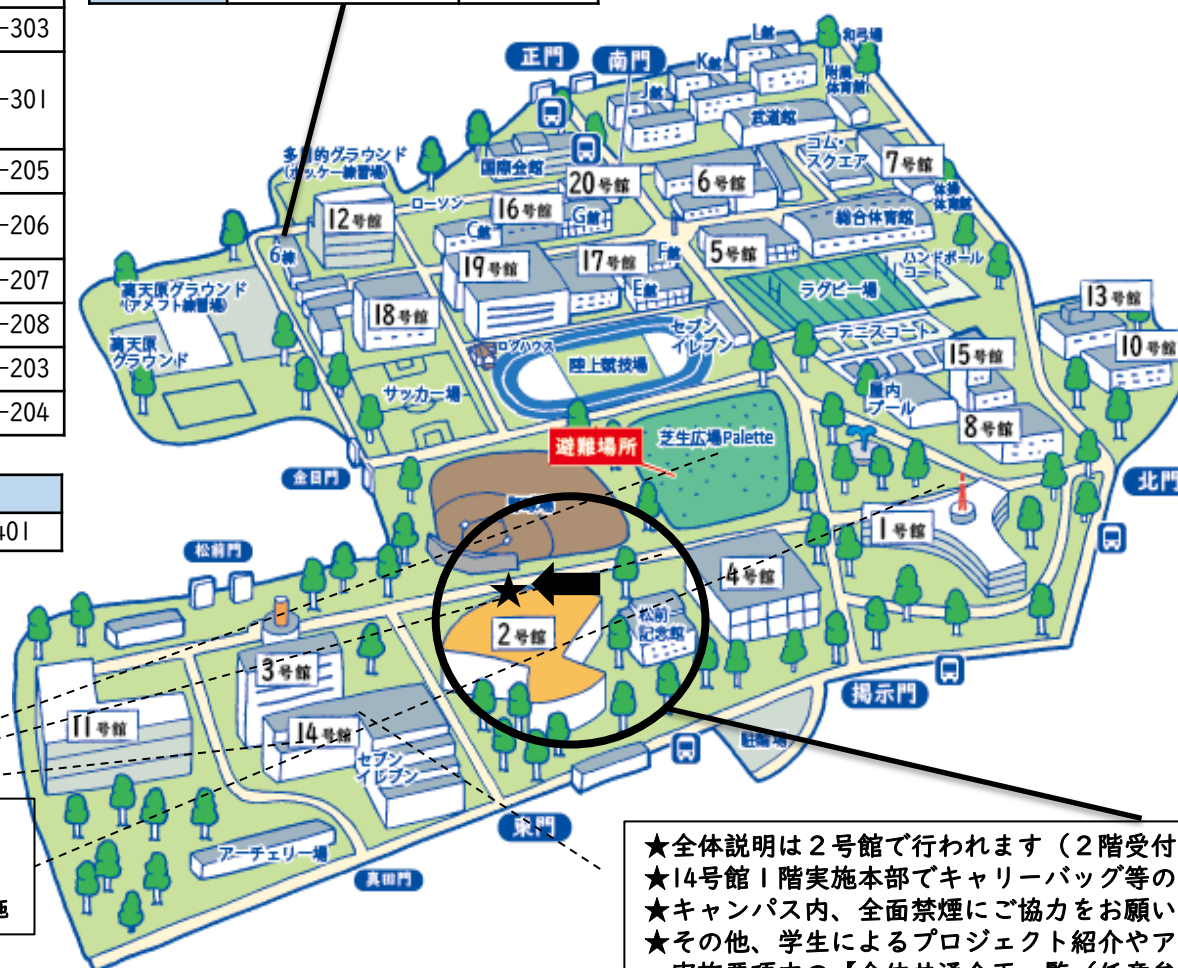 -303
-301
-205
-206
-207
-208
-203
-204
401
正門
南門
L館
K館
J館
和弓場
附属
体育館
武道館
コム・
スクエア
7号館
体操
体育館
多目的グラウンド
(ホッケー練習場)
国際会館
20号館
6号館
ローソン
16号館
G館
C館
12号館
6棟
総合体育館
5号館
F館
17号館
19号館
E館
ハンドボール
コート
ラグビー場
13号館
高天原グラウンド
(アメフト練習場)
18号館
セブン
イレブン
テニスコート
10号館
高天原
グラウンド
ログハウス
陸上競技場
15号館
サッカー場
屋内
プール
8号館
避難場所
芝生広場Palette
金目門
北門
1号館
松前門
4号館
2号館
松前
記念館
3号館
掲示門
11号館
14号館
セブン
イレブン
駐輪場
東門
アーチェリー場
真田門
★全体説明は2号館で行われます（2階受付
★14号館1階実施本部でキャリーバッグ等の
★キャンパス内、全面禁煙にご協力をお願い
★その他、学生によるプロジェクト紹介やア